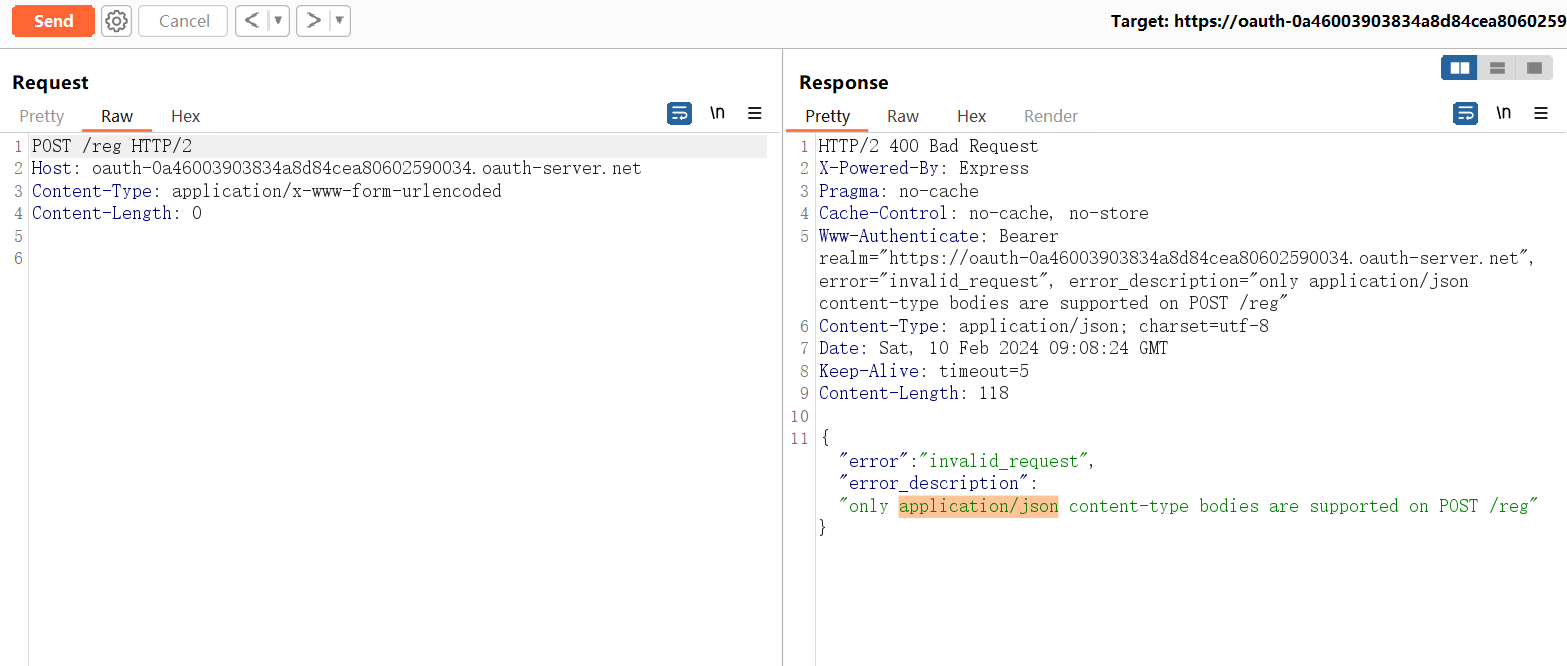 Send
Cancel
< ▼
> ▼
Target: https://oauth-0a46003903834a8d84cea8060259
Request
Pretty Raw Hex
\n
1 POST /reg HTTP/2
2 Host: oauth-0a46003903834a8d84cea80602590034.oauth-server.net
3 Content-Type: application/x-www-form-urlencoded
4 Content-Length: 0
5
6
Response
Pretty Raw Hex Render
\n
1 HTTP/2 400 Bad Request
2 X-Powered-By: Express
3 Pragma: no-cache
4 Cache-Control: no-cache, no-store
5 Www-Authenticate: Bearer
realm="https://oauth-0a46003903834a8d84cea80602590034.oauth-server.net",
error="invalid_request", error_description="only application/json
content-type bodies are supported on POST /reg"
6 Content-Type: application/json; charset=utf-8
7 Date: Sat, 10 Feb 2024 09:08:24 GMT
8 Keep-Alive: timeout=5
9 Content-Length: 118
10
11 {
"error":"invalid_request",
"error_description":
"only application/json content-type bodies are supported on POST /reg"
}